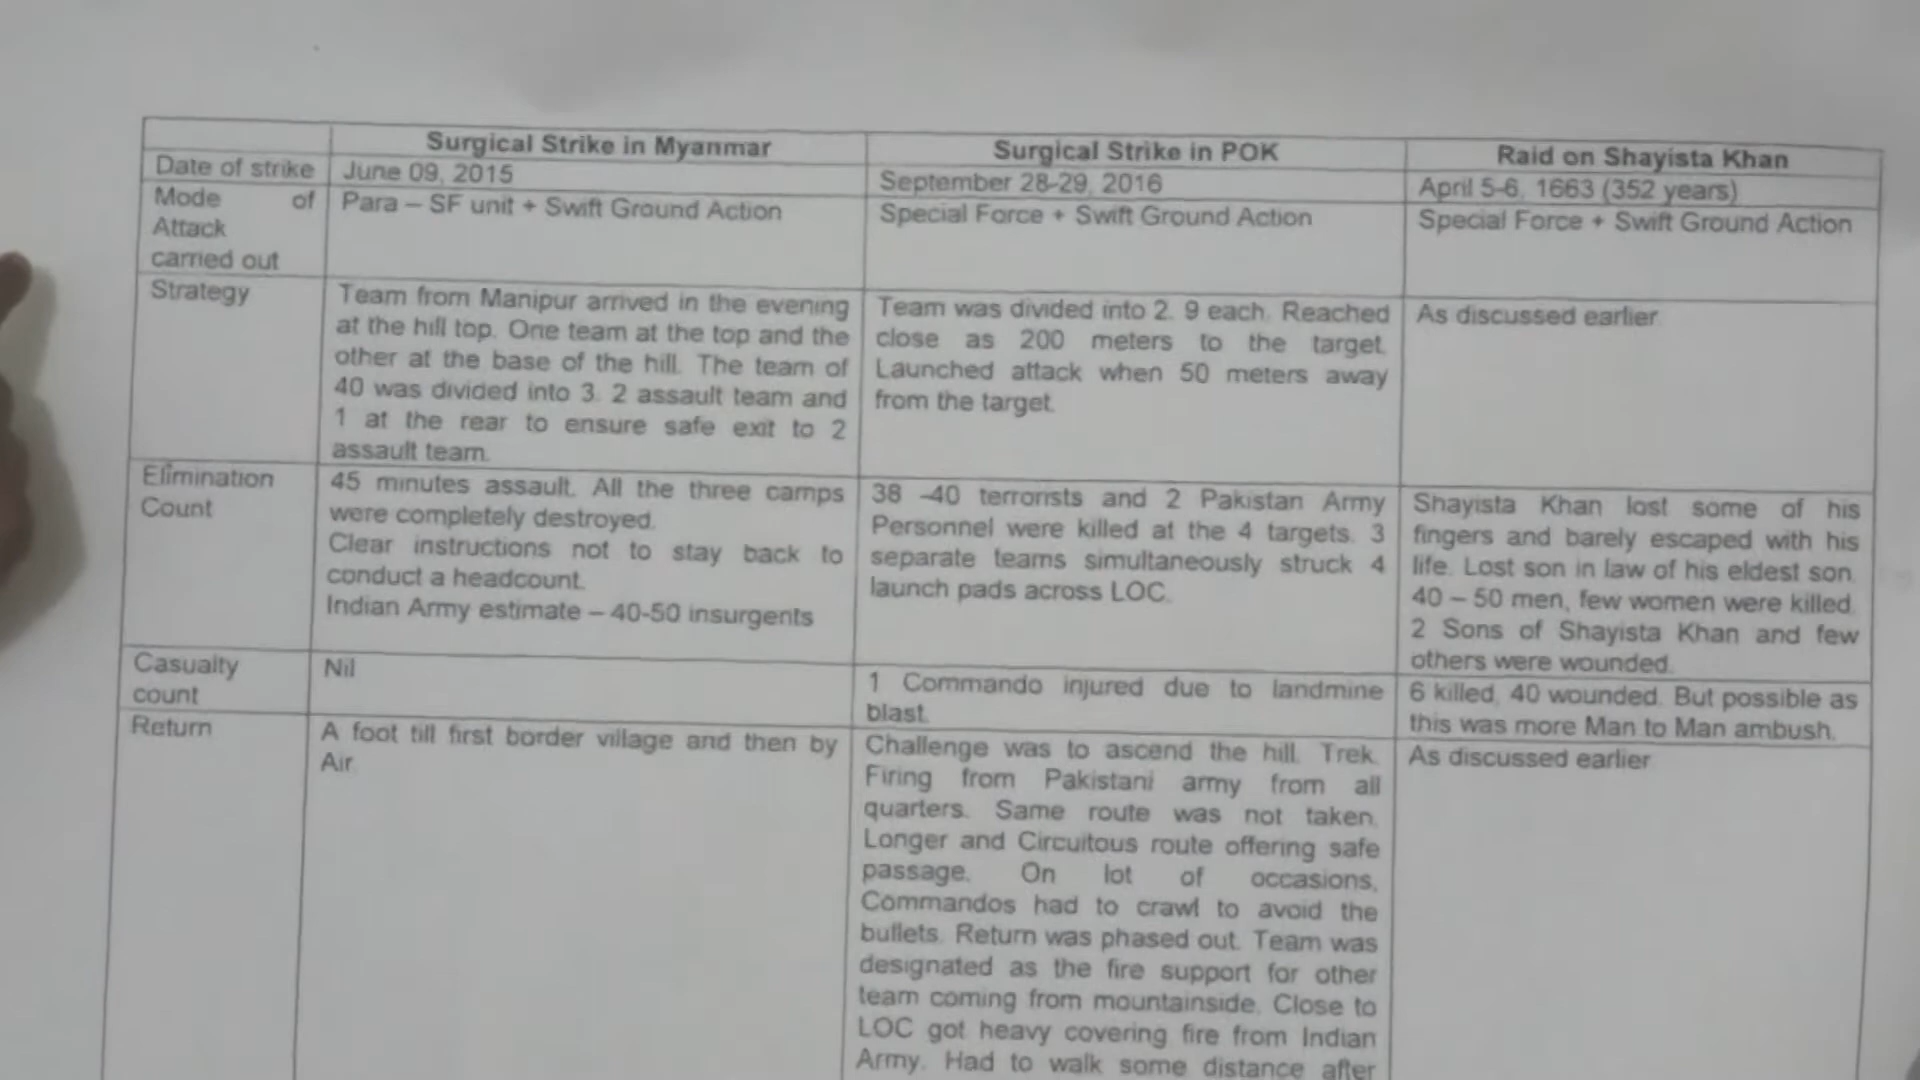 Surgical Strike in Myanmar
Surgical Strike in POK
Raid on Shayista Khan
Date of strike
June 09, 2015
September 28-29, 2016
April 5-6, 1663 (352 years)
Mode of
Attack
carried out
Para – SF unit + Swift Ground Action
Special Force + Swift Ground Action
Special Force + Swift Ground Action
Strategy
Team from Manipur arrived in the evening
at the hill top. One team at the top and the
other at the base of the hill. The team of
40 was divided into 3. 2 assault team and
1 at the rear to ensure safe exit to 2
assault team.
Team was divided into 2. 9 each. Reached
close as 200 meters to the target.
Launched attack when 50 meters away
from the target.
As discussed earlier
Elimination
Count
45 minutes assault. All the three camps
were completely destroyed.
Clear instructions not to stay back to
conduct a headcount.
Indian Army estimate – 40-50 insurgents
38 -40 terrorists and 2 Pakistan Army
Personnel were killed at the 4 targets. 3
separate teams simultaneously struck 4
launch pads across LOC.
Shayista Khan lost some of his
fingers and barely escaped with his
life. Lost son in law of his eldest son.
40 – 50 men, few women were killed.
2 Sons of Shayista Khan and few
others were wounded.
Casualty
count
Nil
1 Commando injured due to landmine
blast.
6 killed, 40 wounded. But possible as
this was more Man to Man ambush.
Return
A foot till first border village and then by
Air
Challenge was to ascend the hill. Trek.
Firing from Pakistani army from all
quarters. Same route was not taken.
Longer and Circuitous route offering safe
passage. On lot of occasions,
Commandos had to crawl to avoid the
bullets. Return was phased out. Team was
designated as the fire support for other
team coming from mountainside. Close to
LOC got heavy covering fire from Indian
Army. Had to walk some distance after
As discussed earlier